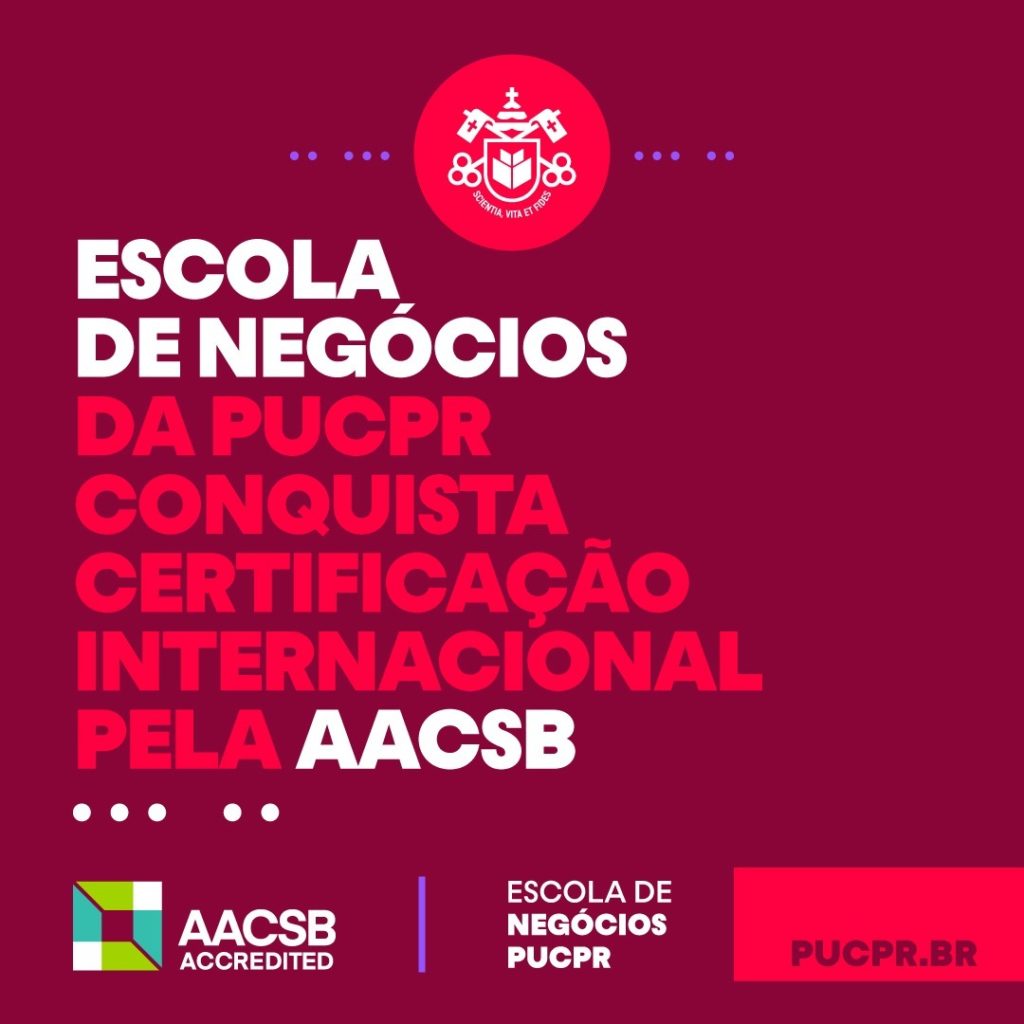 SCIENTIA, VITA ET FIDES
ESCOLA
DE NEGÓCIOS
DA PUCPR
CONQUISTA
CERTIFICAÇÃO
INTERNACIONAL
PELA AACSB
AACSB
ACCREDITED
ESCOLA DE
NEGÓCIOS
PUCPR
PUCPR.BR